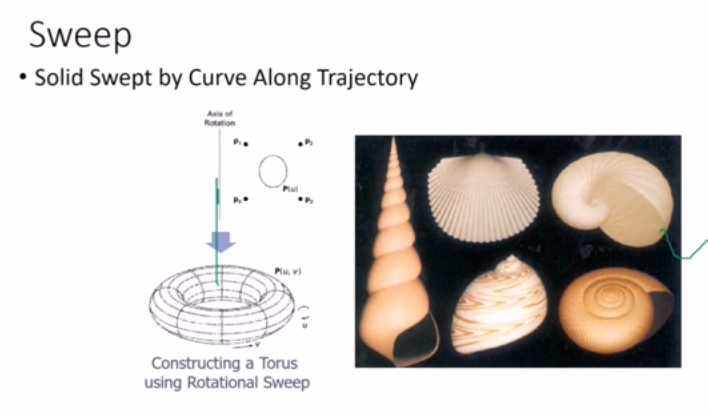 Sweep
• Solid Swept by Curve Along Trajectory
Axis of
Rotation
P₁
P₂
P(u)
P₀
P₃
P(u, v)
u
v
Constructing a Torus
using Rotational Sweep